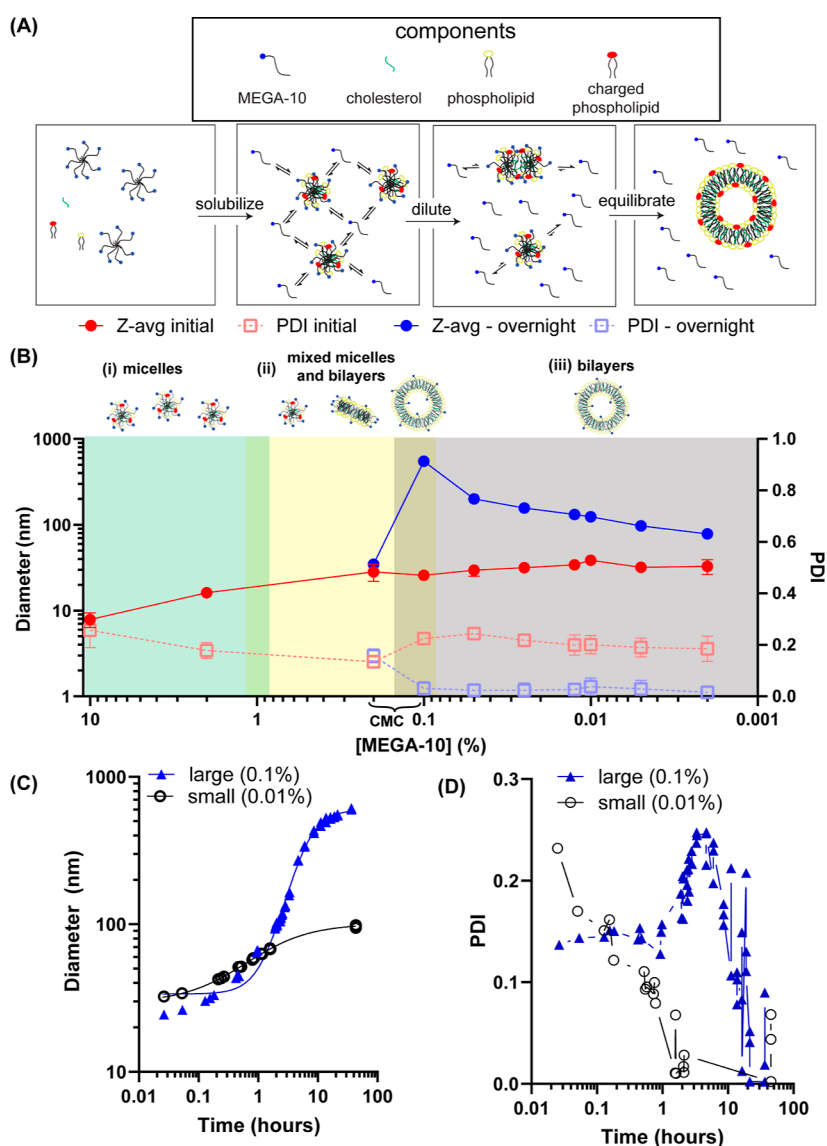 (A)
components
MEGA-10
cholesterol
phospholipid
charged
phospholipid
solubilize
dilute
equilibrate
Z-avg initial
PDI initial
Z-avg - overnight
PDI - overnight
(B)
(i) micelles
(ii)
mixed micelles
and bilayers
(iii) bilayers
Diameter (nm)
1000
100
10
1
1.0
0.8
0.6
0.4
0.2
0.0
PDI
10
1
0.1
0.01
0.001
CMC
[MEGA-10] (%)
(C)
large (0.1%)
small (0.01%)
Diameter (nm)
1000
100
10
0.01
0.1
1
10
100
Time (hours)
(D)
large (0.1%)
small (0.01%)
PDI
0.3
0.2
0.1
0.0
0.01
0.1
1
10
100
Time (hours)